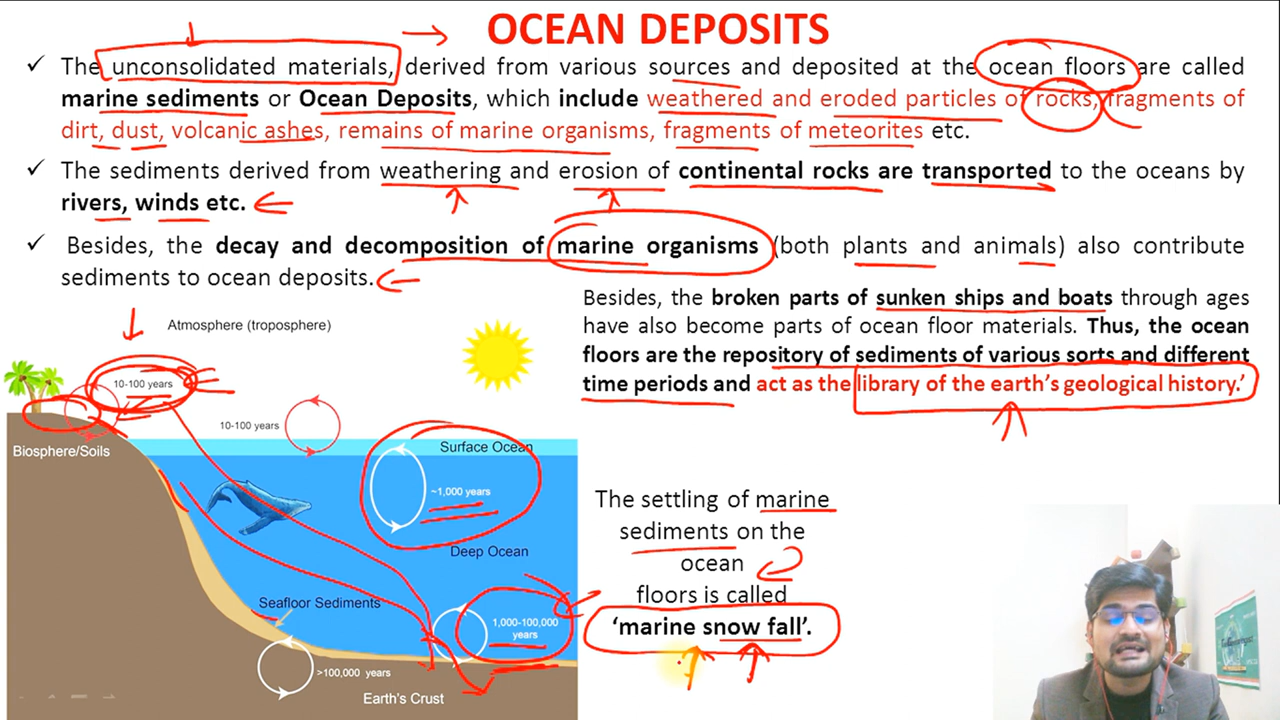 OCEAN DEPOSITS
✓ The unconsolidated materials, derived from various sources and deposited at the ocean floors are called
marine sediments or Ocean Deposits, which include weathered and eroded particles of rocks, fragments of
dirt, dust, volcanic ashes, remains of marine organisms, fragments of meteorites etc.
✓ The sediments derived from weathering and erosion of continental rocks are transported to the oceans by
rivers, winds etc.
✓ Besides, the decay and decomposition of marine organisms (both plants and animals) also contribute
sediments to ocean deposits.
Besides, the broken parts of sunken ships and boats through ages
have also become parts of ocean floor materials. Thus, the ocean
floors are the repository of sediments of various sorts and different
time periods and act as the library of the earth's geological history.'
Atmosphere (troposphere)
10-100 years
10-100 years
Biosphere/Soils
Surface Ocean
~1,000 years
Deep Ocean
Seafloor Sediments
1,000-100,000
years
>100,000 years
Earth's Crust
The settling of marine
sediments on the
ocean
floors is called
'marine snow fall'.